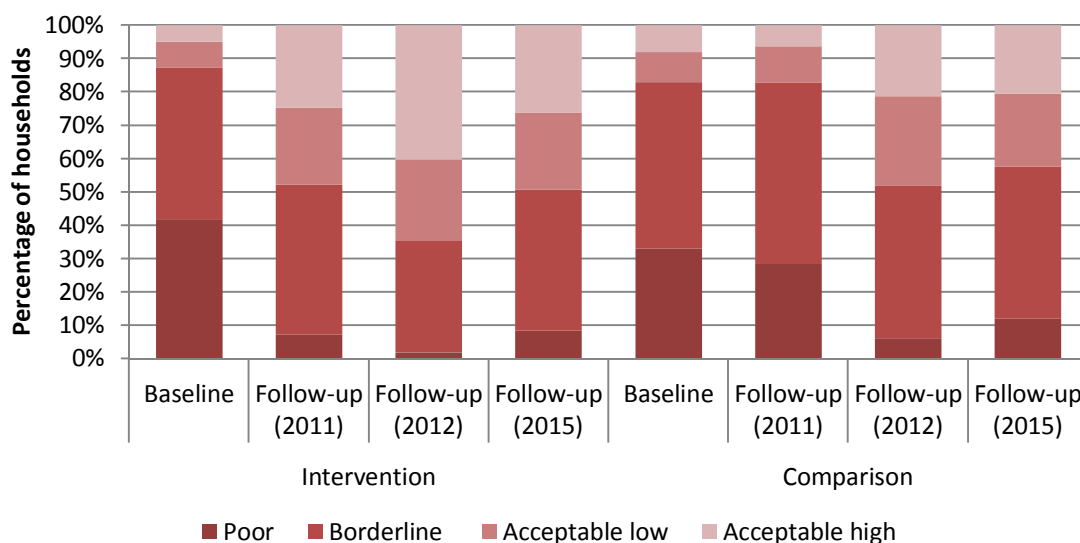 Percentage of households
100%
90%
80%
70%
60%
50%
40%
30%
20%
10%
0%
Baseline
Follow-up
(2011)
Follow-up
(2012)
Follow-up
(2015)
Baseline
Follow-up
(2011)
Follow-up
(2012)
Follow-up
(2015)
Intervention
Comparison
Poor
Borderline
Acceptable low
Acceptable high